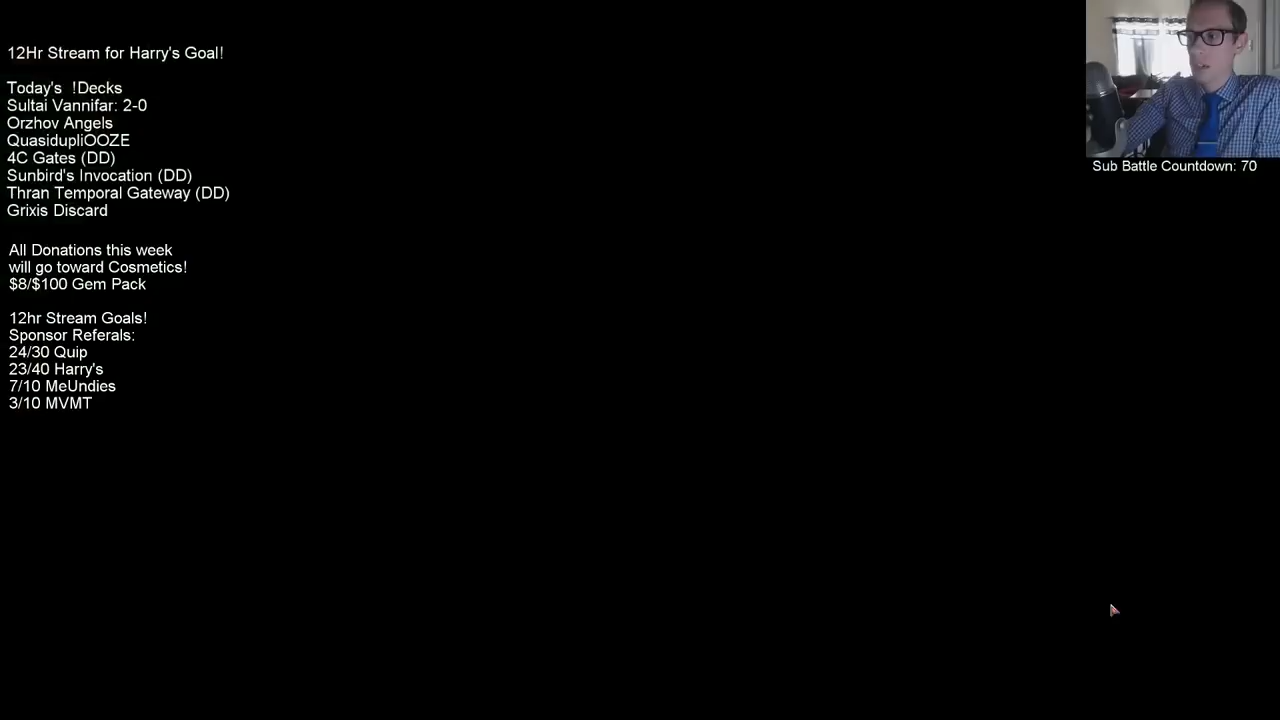 12Hr Stream for Harry's Goal!
Today's !Decks
Sultai Vannifar: 2-0
Orzhov Angels
QuasidupliOOZE
4C Gates (DD)
Sunbird's Invocation (DD)
Thran Temporal Gateway (DD)
Grixis Discard
All Donations this week
will go toward Cosmetics!
$8/$100 Gem Pack
12hr Stream Goals!
Sponsor Referals:
24/30 Quip
23/40 Harry's
7/10 MeUndies
3/10 MVMT
Sub Battle Countdown: 70